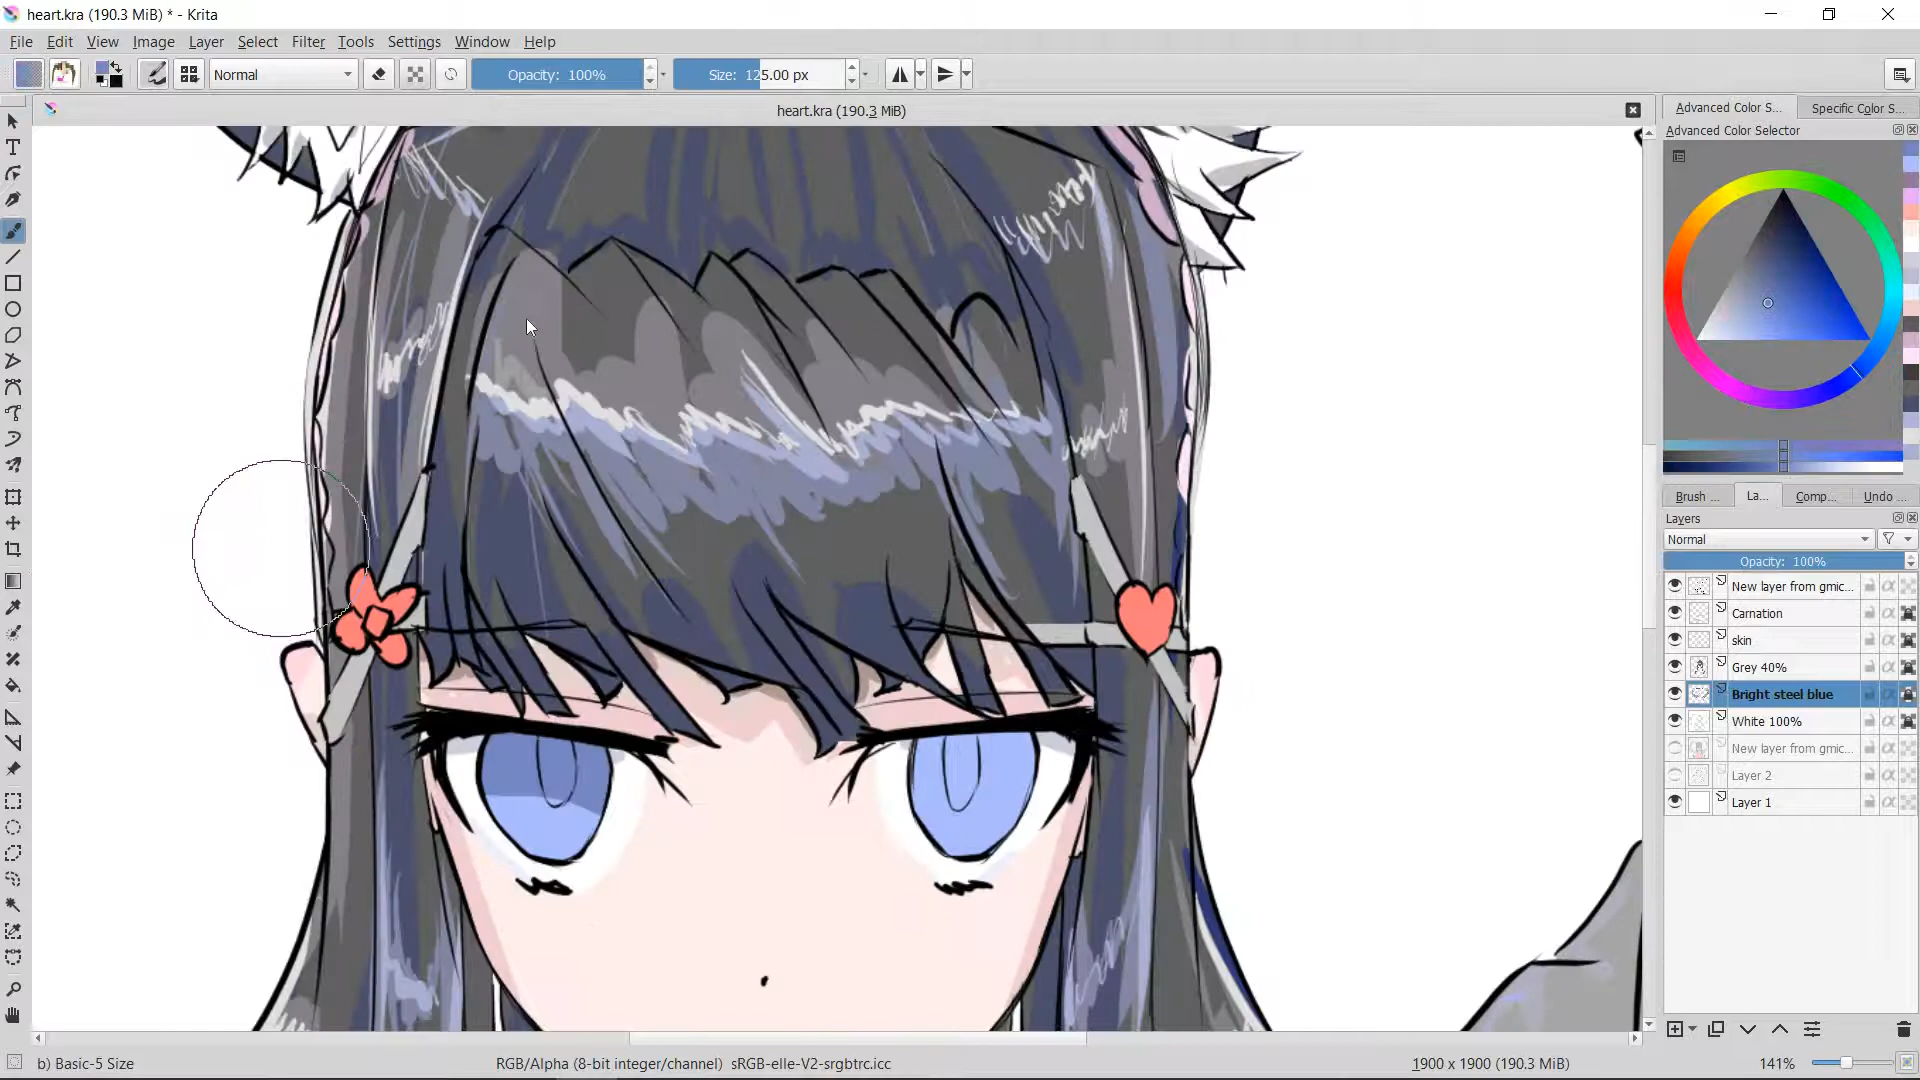 heart.kra (190.3 MiB) * - Krita
File Edit View Image Layer Select Filter Tools Settings Window Help
Normal Opacity: 100% Size: 125.00 px
heart.kra (190.3 MiB)
Advanced Color S... Specific Color S...
Advanced Color Selector
Brush ... La... Comp... Undo ...
Layers
Normal
Opacity: 100%
New layer from gmic...
Carnation
skin
Grey 40%
Bright steel blue
White 100%
New layer from gmic...
Layer 2
Layer 1
b) Basic-5 Size RGB/Alpha (8-bit integer/channel) sRGB-elle-V2-srgbtrc.icc 1900 x 1900 (190.3 MiB) 141%